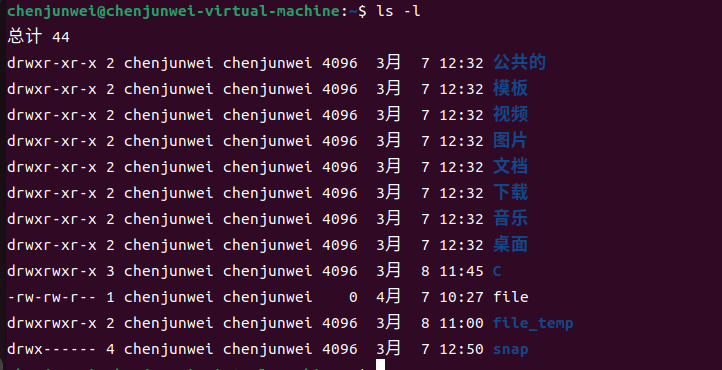 chenjunwei@chenjunwei-virtual-machine:~$ ls -l
总计 44
drwxr-xr-x 2 chenjunwei chenjunwei 4096  3月  7 12:32 公共的
drwxr-xr-x 2 chenjunwei chenjunwei 4096  3月  7 12:32 模板
drwxr-xr-x 2 chenjunwei chenjunwei 4096  3月  7 12:32 视频
drwxr-xr-x 2 chenjunwei chenjunwei 4096  3月  7 12:32 图片
drwxr-xr-x 2 chenjunwei chenjunwei 4096  3月  7 12:32 文档
drwxr-xr-x 2 chenjunwei chenjunwei 4096  3月  7 12:32 下载
drwxr-xr-x 2 chenjunwei chenjunwei 4096  3月  7 12:32 音乐
drwxr-xr-x 2 chenjunwei chenjunwei 4096  3月  7 12:32 桌面
drwxrwxr-x 3 chenjunwei chenjunwei 4096  3月  8 11:45 C
-rw-rw-r-- 1 chenjunwei chenjunwei    0  4月  7 10:27 file
drwxrwxr-x 2 chenjunwei chenjunwei 4096  3月  8 11:00 file_temp
drwx------ 4 chenjunwei chenjunwei 4096  3月  7 12:50 snap